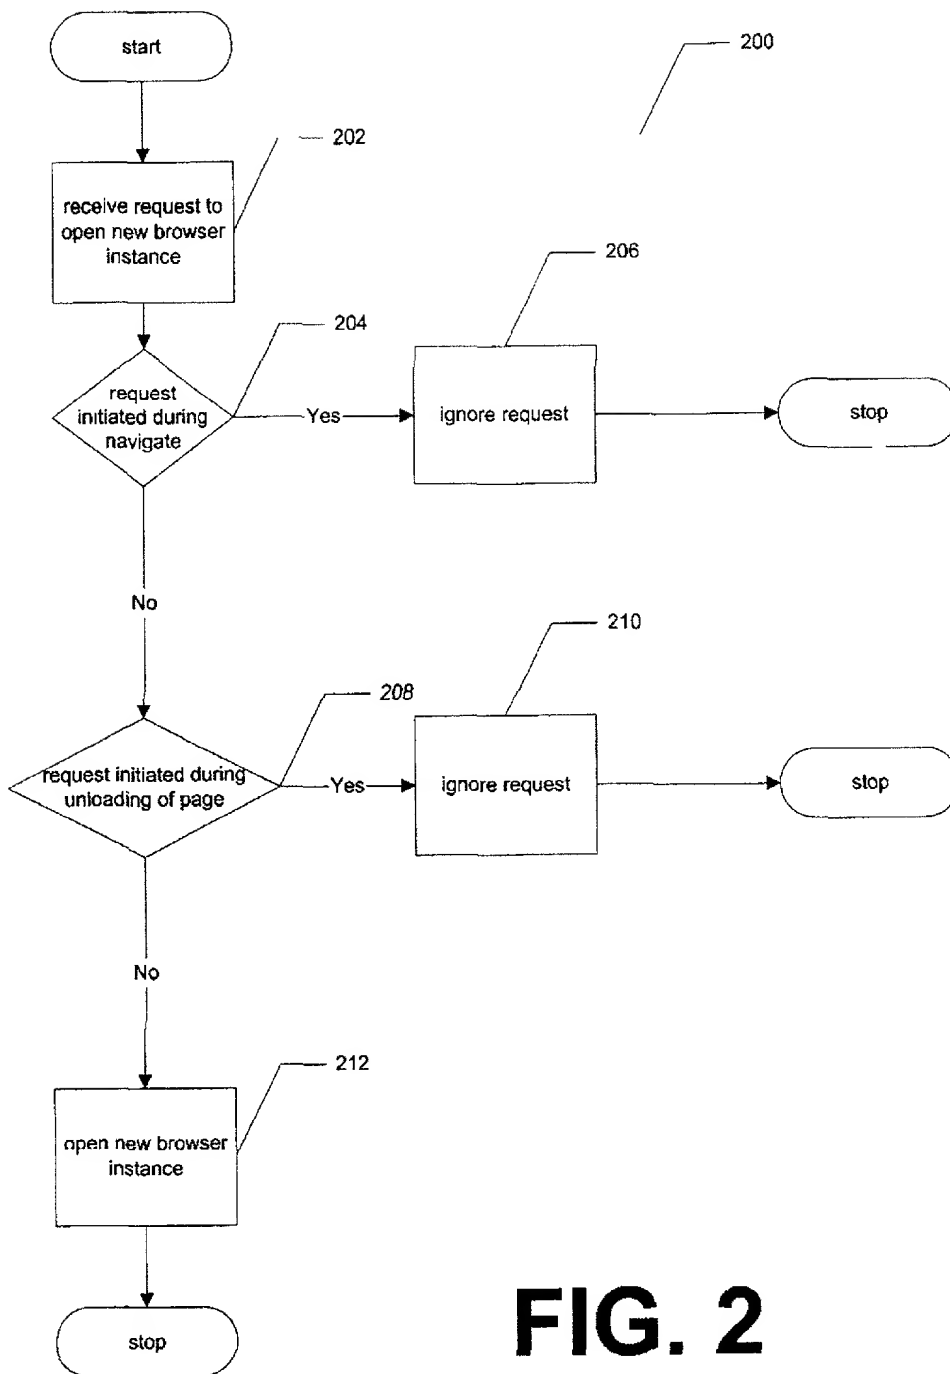 start
200
202
receive request to
open new browser
instance
206
204
request
initiated during
navigate
Yes
ignore request
stop
No
210
208
request initiated during
unloading of page
Yes
ignore request
stop
No
212
open new browser
instance
stop
FIG. 2